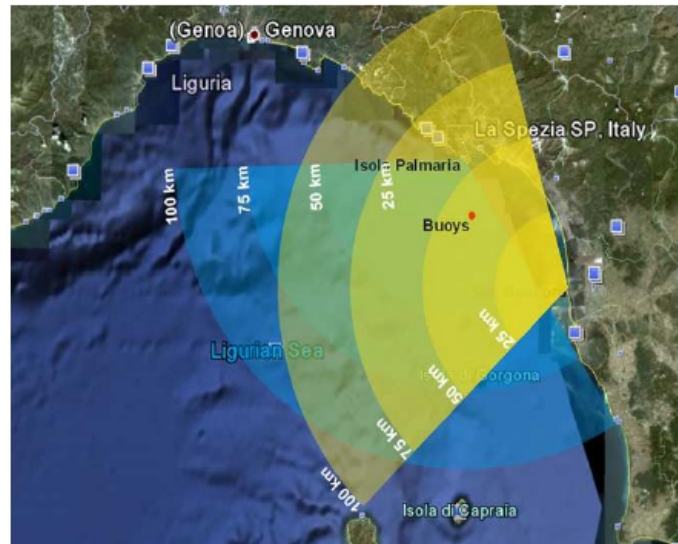 (Genoa) Genova
Liguria
La Spezia SP, Italy
Isola Palmaria
100 km
75 km
50 km
25 km
Buoys
25 km
Ligurian Sea
Isola di Gorgona
50 km
75 km
100 km
Isola di Capraia